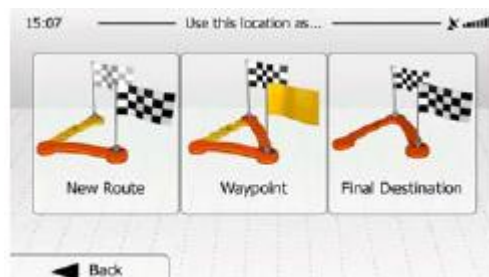 15:07 Use this location as...
New Route Waypoint Final Destination
Back